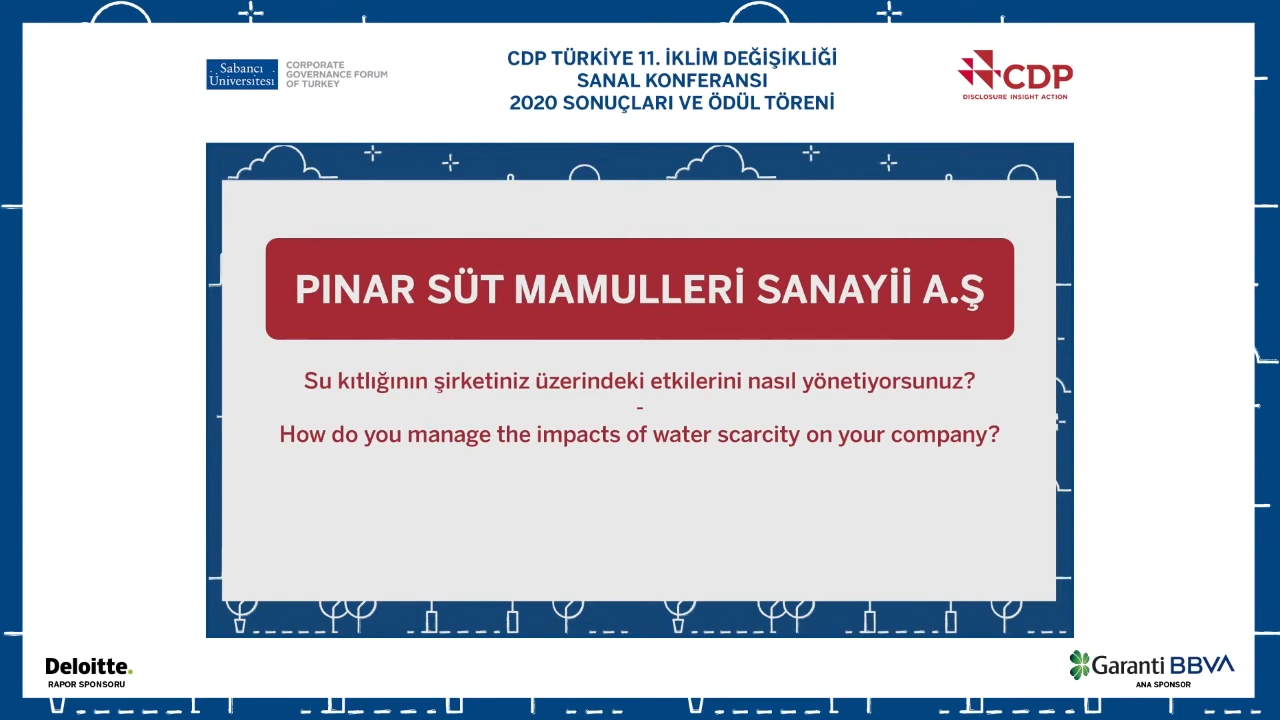 Sabancı
Üniversitesi
CORPORATE
GOVERNANCE FORUM
OF TURKEY
CDP TÜRKİYE 11. İKLİM DEĞİŞİKLİĞİ
SANAL KONFERANSI
2020 SONUÇLARI VE ÖDÜL TÖRENİ
CDP
DISCLOSURE INSIGHT ACTION
PINAR SÜT MAMULLERİ SANAYİİ A.Ş
Su kıtlığının şirketiniz üzerindeki etkilerini nasıl yönetiyorsunuz?
-
How do you manage the impacts of water scarcity on your company?
Deloitte.
RAPOR SPONSORU
Garanti BBVA
ANA SPONSOR